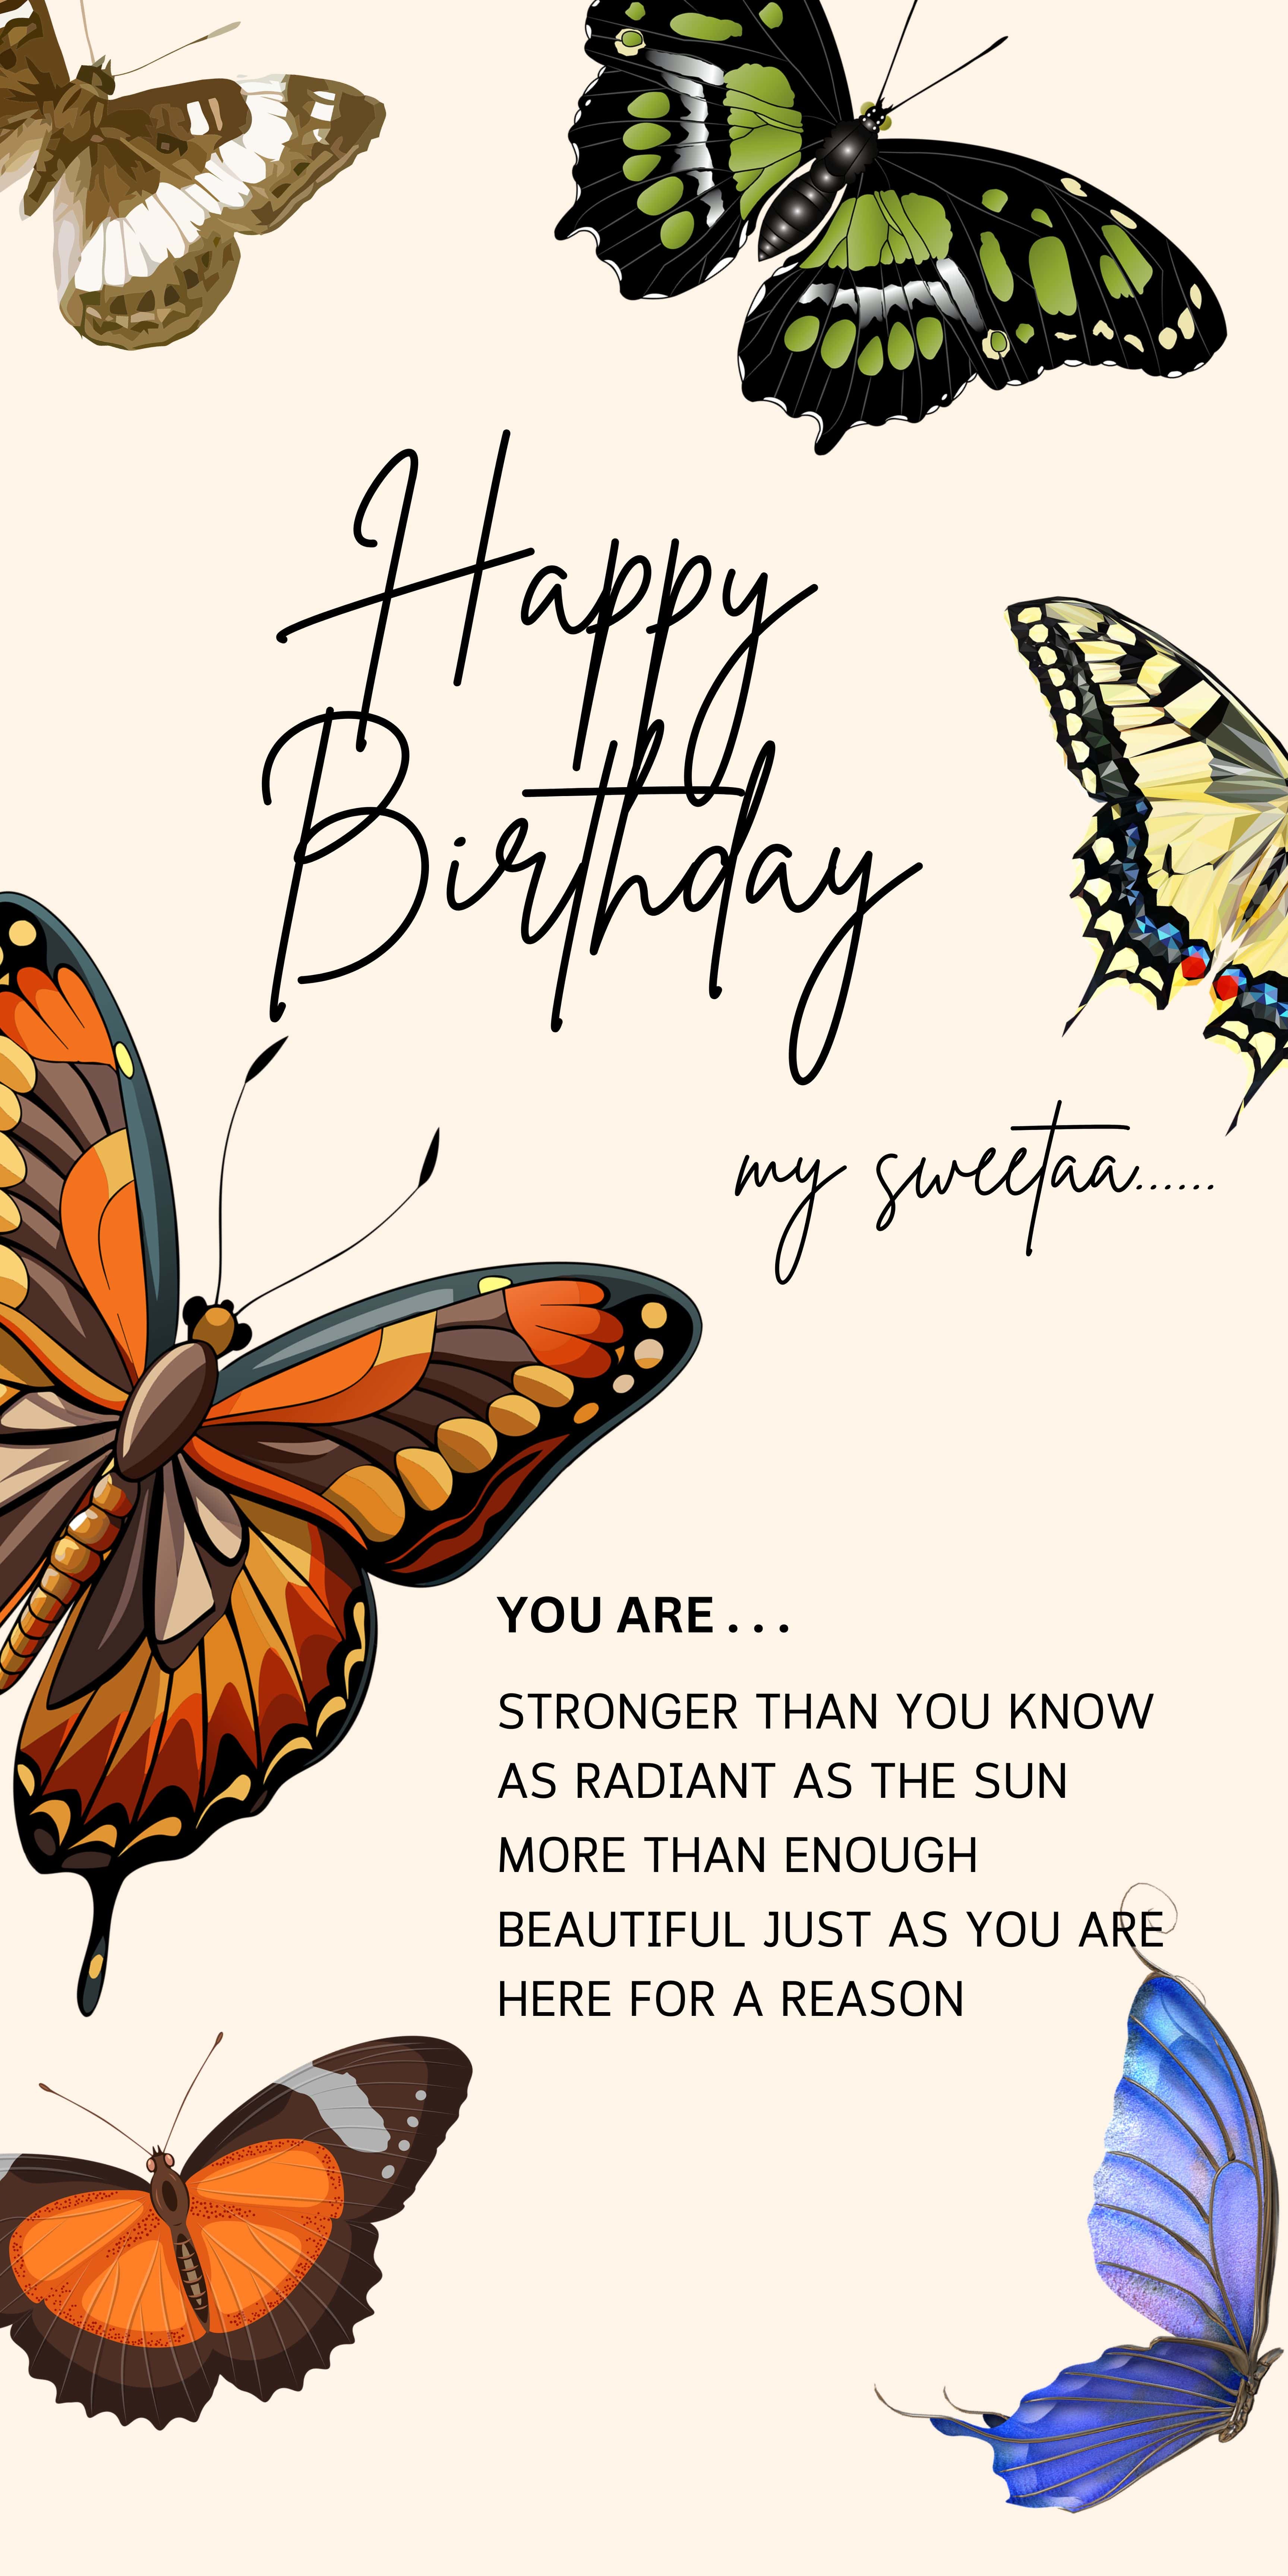 Happy
Birthday
my sweetaa......
YOU ARE . . .
STRONGER THAN YOU KNOW
AS RADIANT AS THE SUN
MORE THAN ENOUGH
BEAUTIFUL JUST AS YOU ARE
HERE FOR A REASON